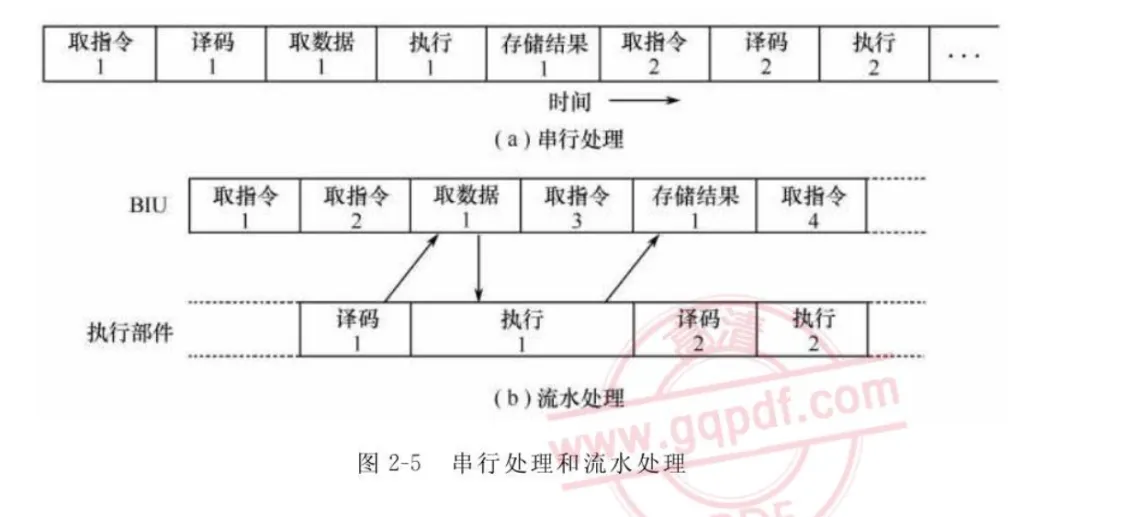 取指令 译码 取数据 执行 存储结果 取指令 译码 执行 ···
1 1 1 1 1 2 2 2
时间
(a)串行处理
BIU 取指令 取指令 取数据 取指令 存储结果 取指令
1 2 1 3 1 4
执行部件 译码 执行 译码 执行
1 1 2 2
(b)流水处理
高清
www.gqpdf.com
图 2-5 串行处理和流水处理
PDF